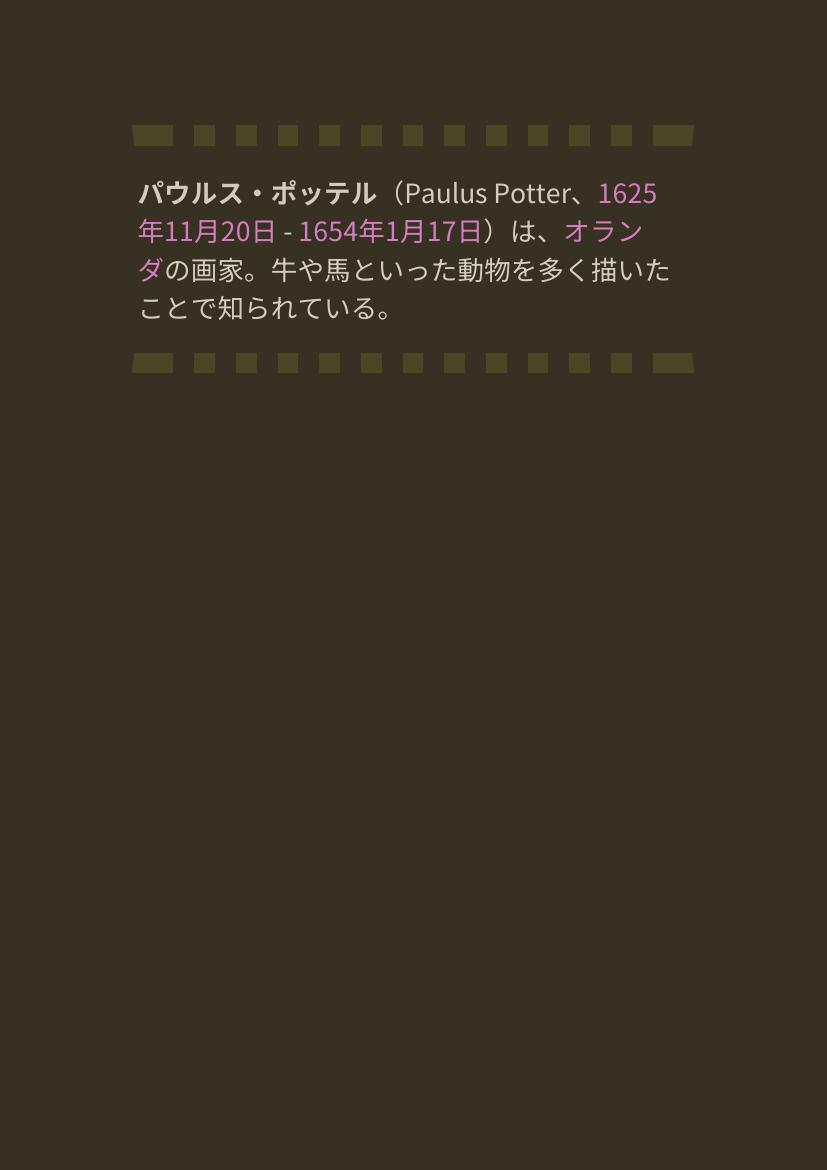 パウルス・ポッテル（Paulus Potter、1625
年11月20日 - 1654年1月17日）は、オラン
ダの画家。牛や馬といった動物を多く描いた
ことで知られている。